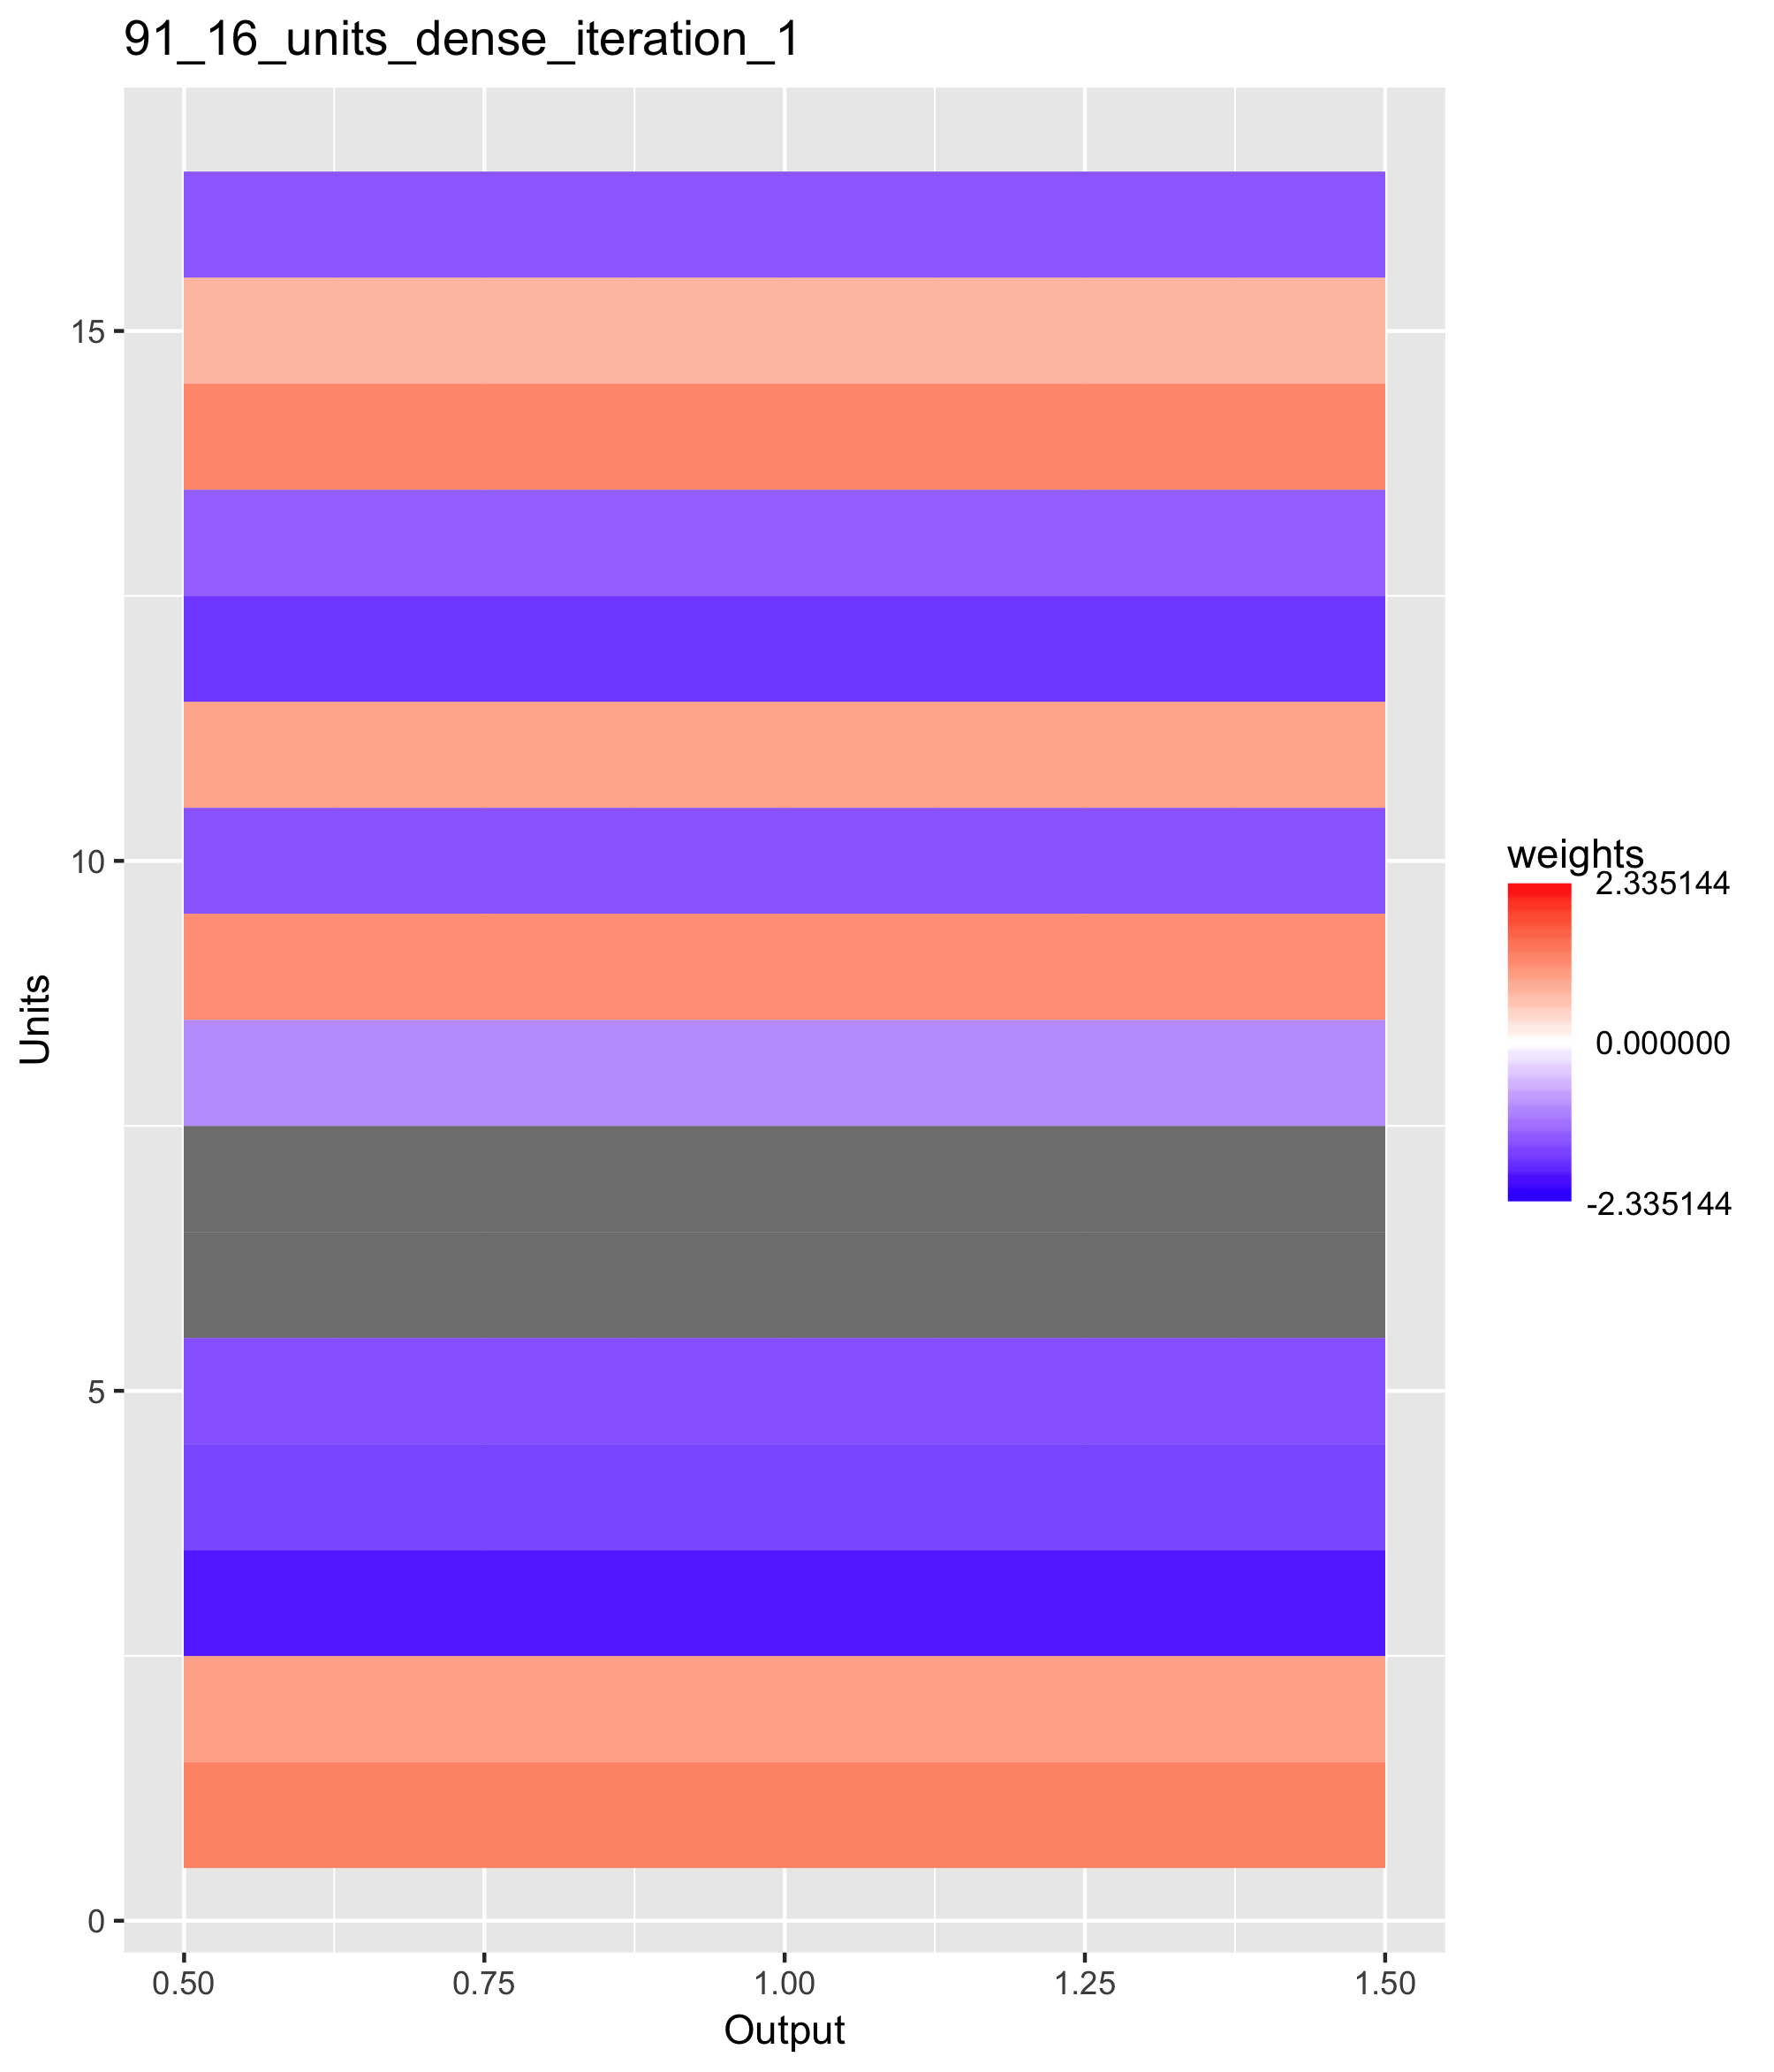 91_16_units_dense_iteration_1
15
10
5
0
Units
0.50 0.75 1.00 1.25 1.50
Output
weights
2.335144
0.000000
-2.335144